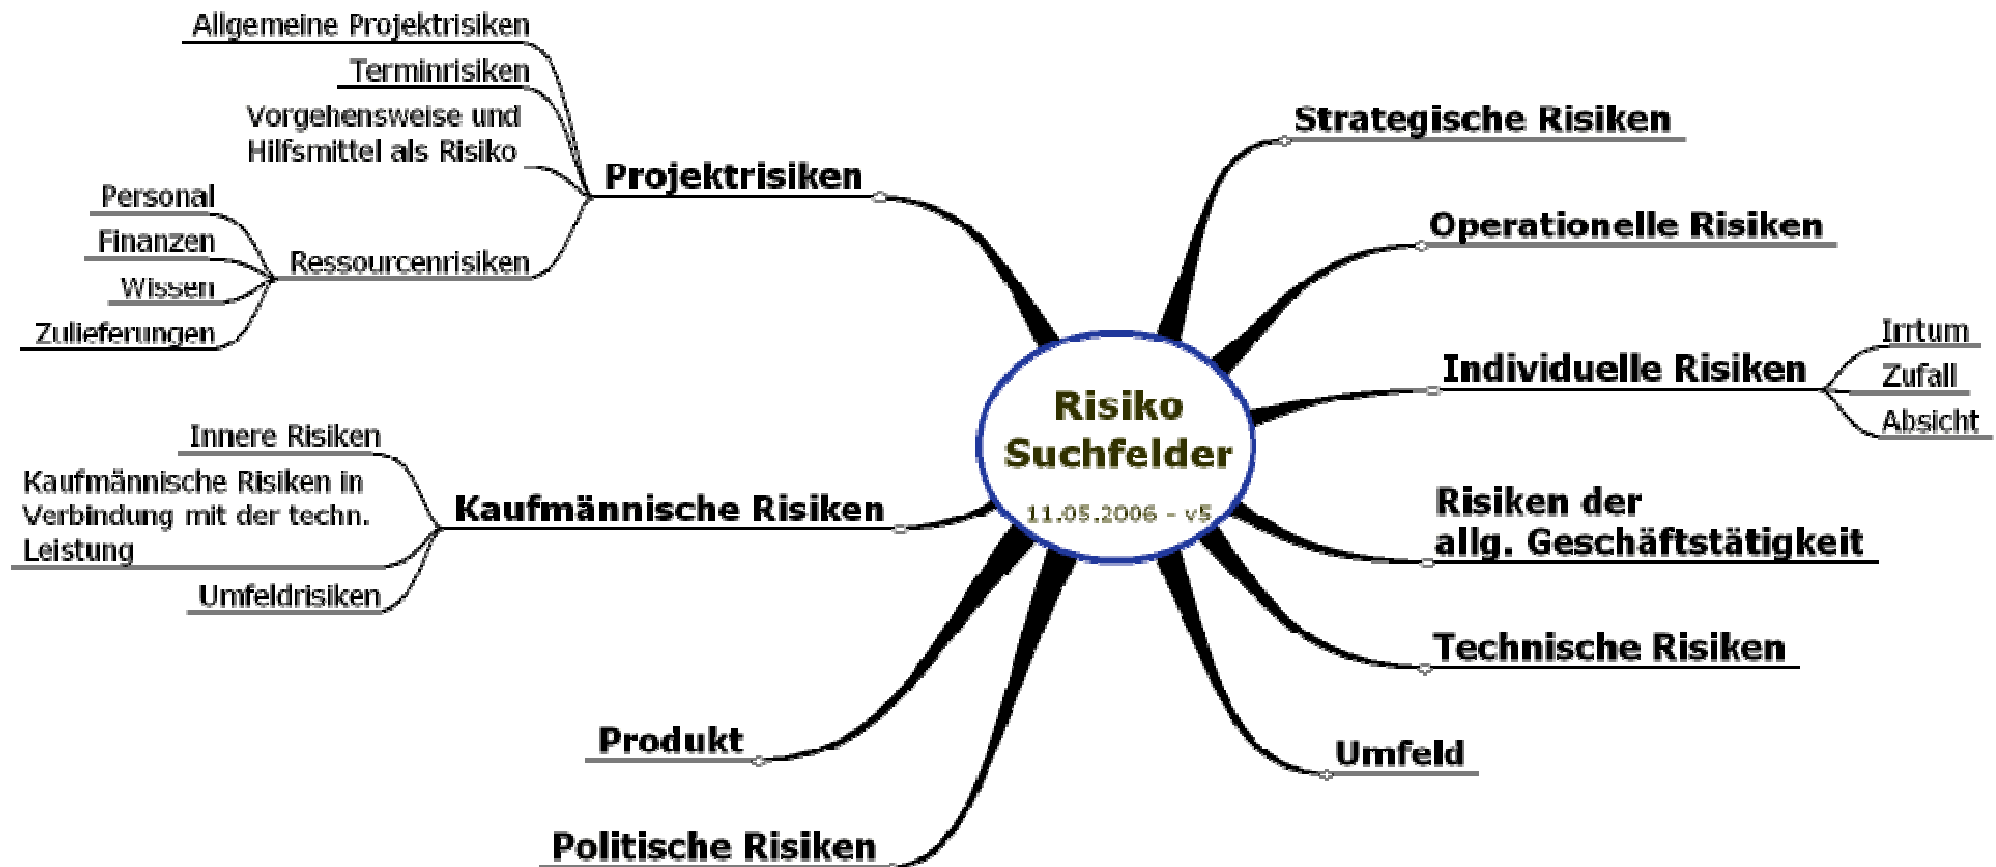 Risiko
Suchfelder
11.05.2006 - v5
Strategische Risiken
Operationelle Risiken
Individuelle Risiken
Irrtum
Zufall
Absicht
Risiken der
allg. Geschäftstätigkeit
Technische Risiken
Umfeld
Politische Risiken
Produkt
Kaufmännische Risiken
Innere Risiken
Kaufmännische Risiken in
Verbindung mit der techn.
Leistung
Umfeldrisiken
Projektrisiken
Allgemeine Projektrisiken
Terminrisiken
Vorgehensweise und
Hilfsmittel als Risiko
Ressourcenrisiken
Personal
Finanzen
Wissen
Zulieferungen